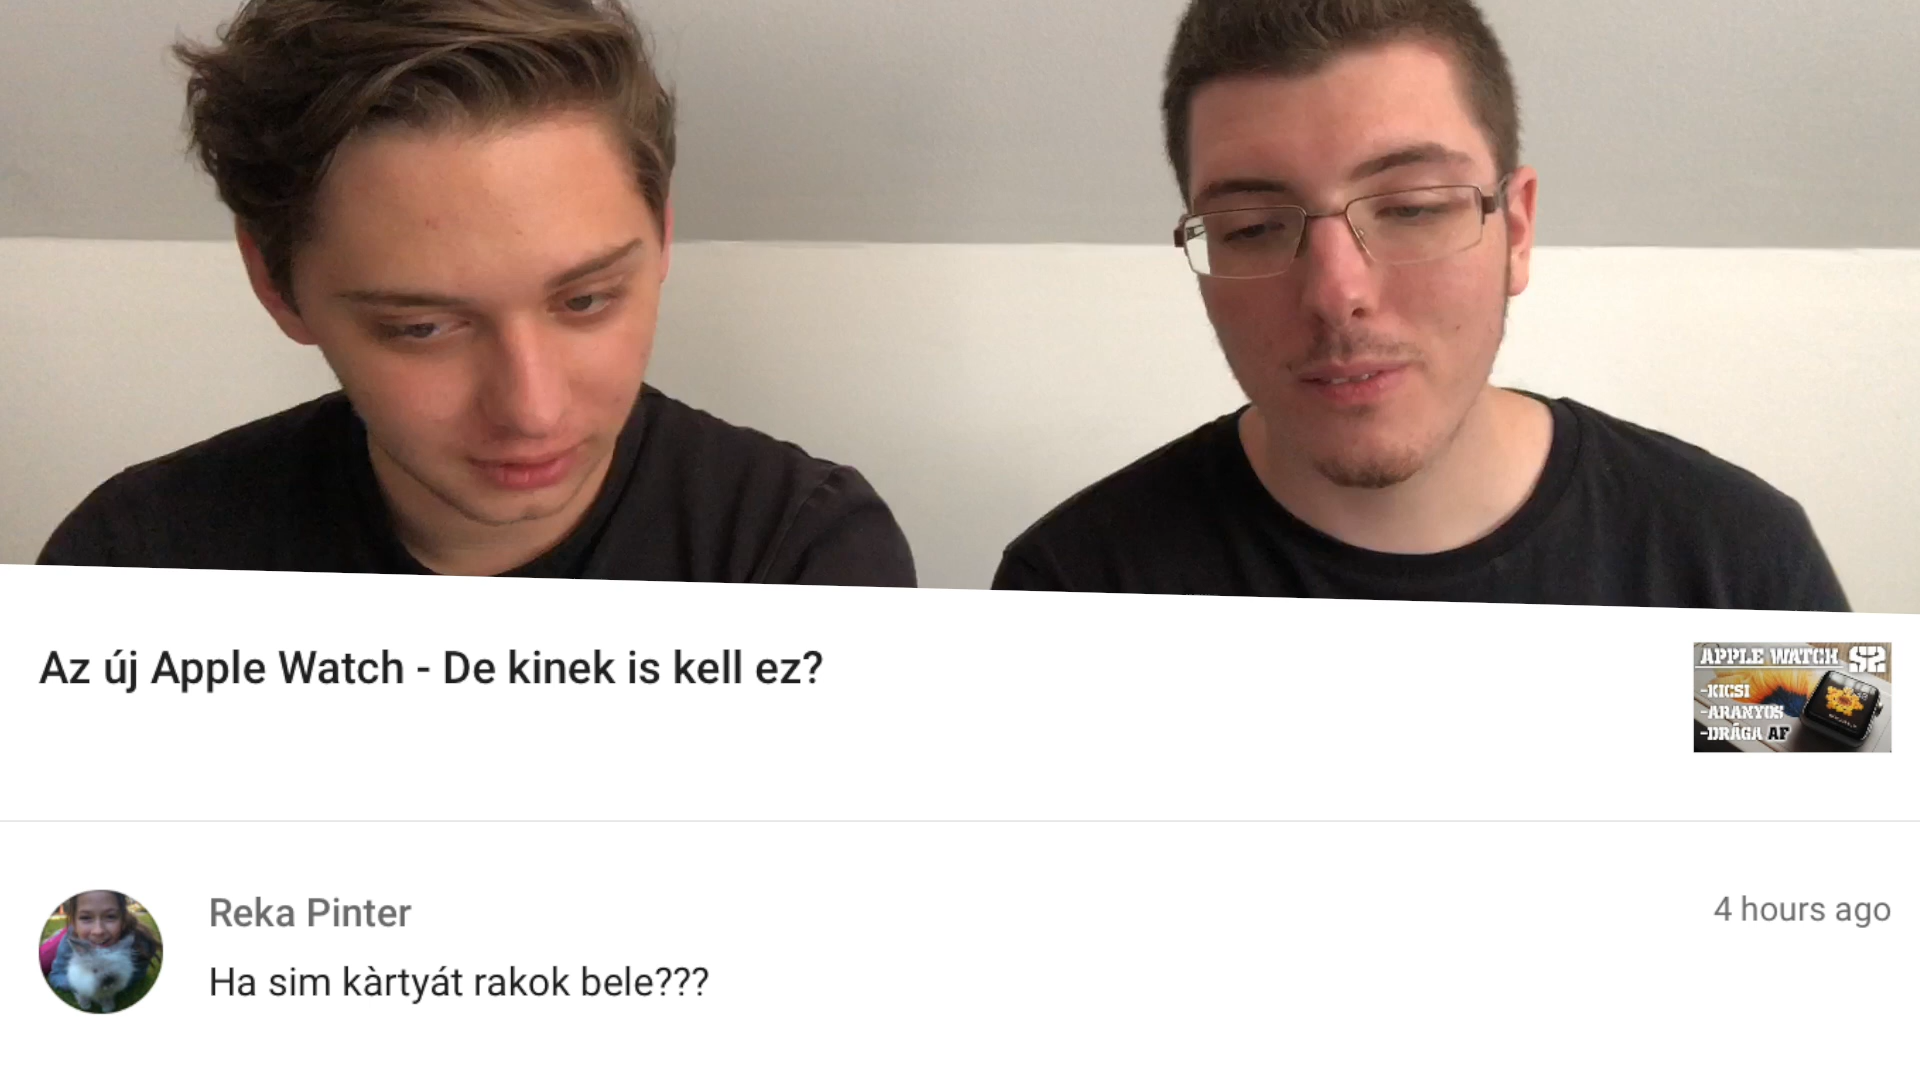 Az új Apple Watch - De kinek is kell ez?
APPLE WATCH S2
-KICSI
-ARANYOS
-DRÁGA AF
Reka Pinter
4 hours ago
Ha sim kàrtyát rakok bele???